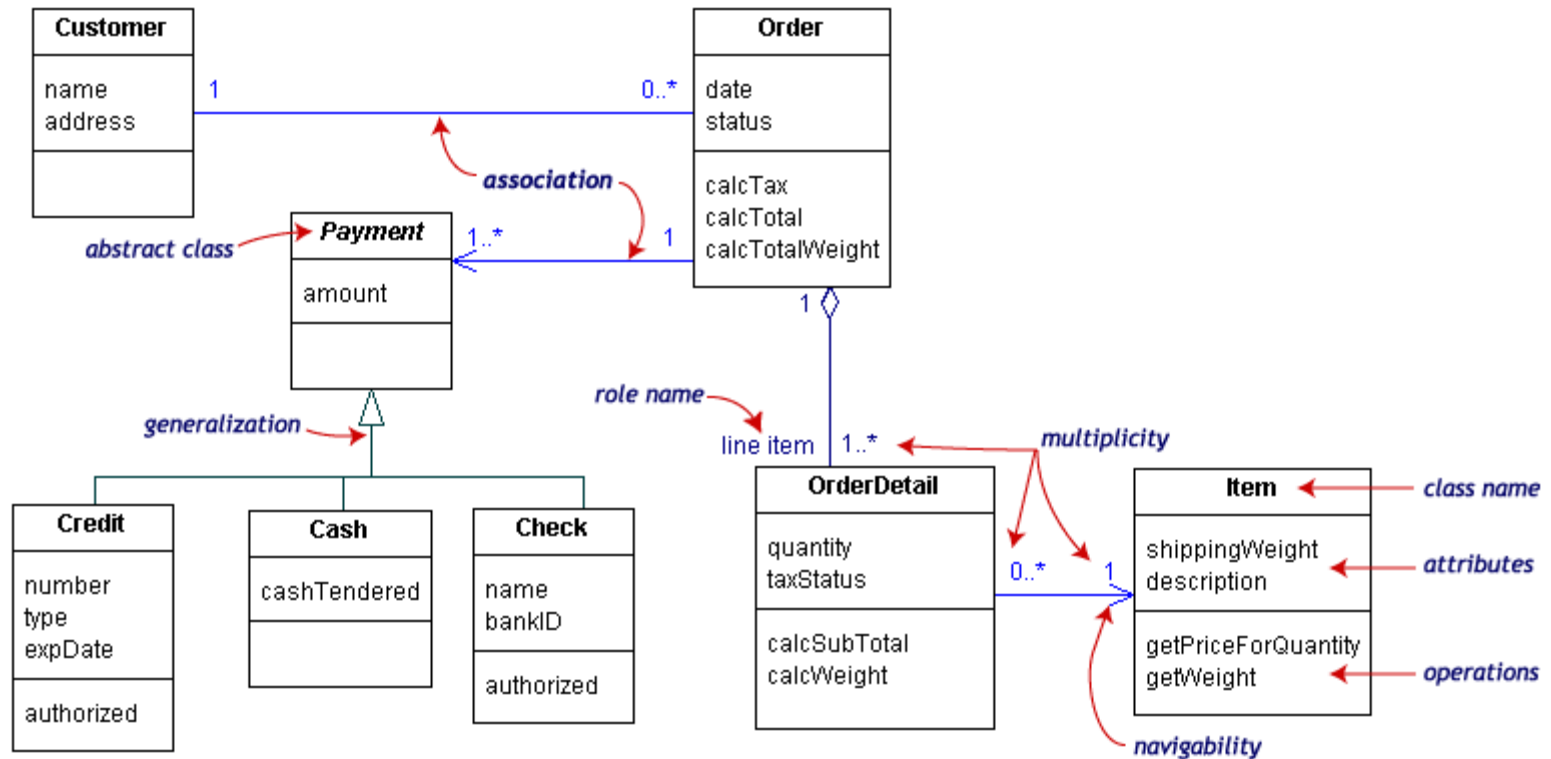 Customer
name
address
1
0..*
Order
date
status
calcTax
calcTotal
calcTotalWeight
association
abstract class
Payment
amount
1..*
1
1
generalization
role name
line item
1..*
multiplicity
Credit
number
type
expDate
authorized
Cash
cashTendered
Check
name
bankID
authorized
OrderDetail
quantity
taxStatus
calcSubTotal
calcWeight
0..*
1
Item
shippingWeight
description
getPriceForQuantity
getWeight
class name
attributes
operations
navigability